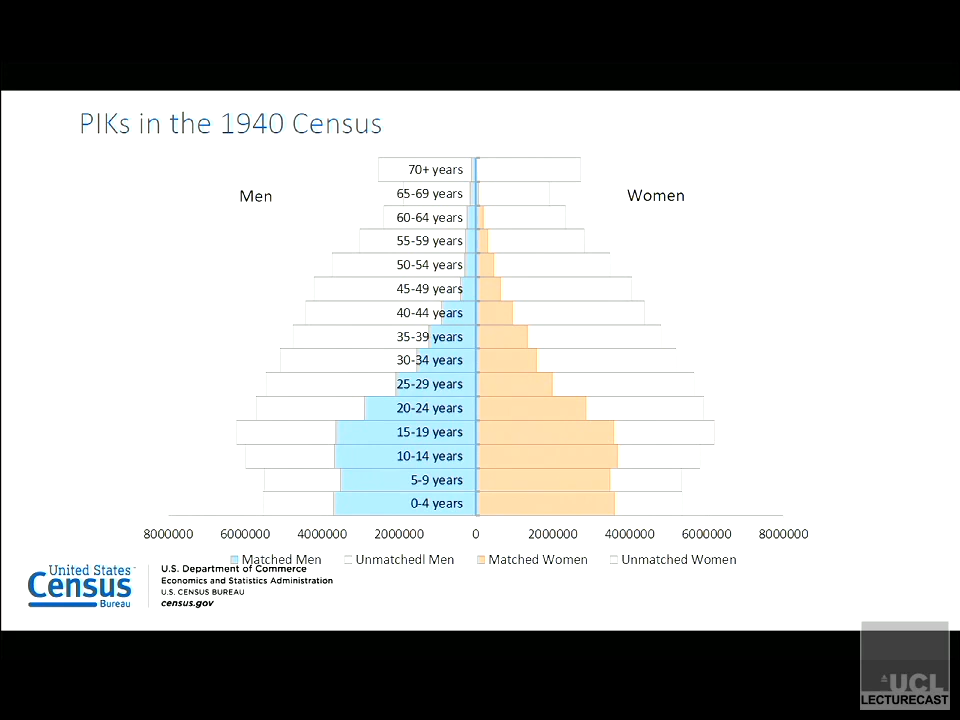 PIKs in the 1940 Census
Men
Women
70+ years
65-69 years
60-64 years
55-59 years
50-54 years
45-49 years
40-44 years
35-39 years
30-34 years
25-29 years
20-24 years
15-19 years
10-14 years
5-9 years
0-4 years
8000000 6000000 4000000 2000000 0 2000000 4000000 6000000 8000000
Matched Men Unmatchedl Men Matched Women Unmatched Women
United States
Census
Bureau
U.S. Department of Commerce
Economics and Statistics Administration
U.S. CENSUS BUREAU
census.gov
UCL
LECTURECAST